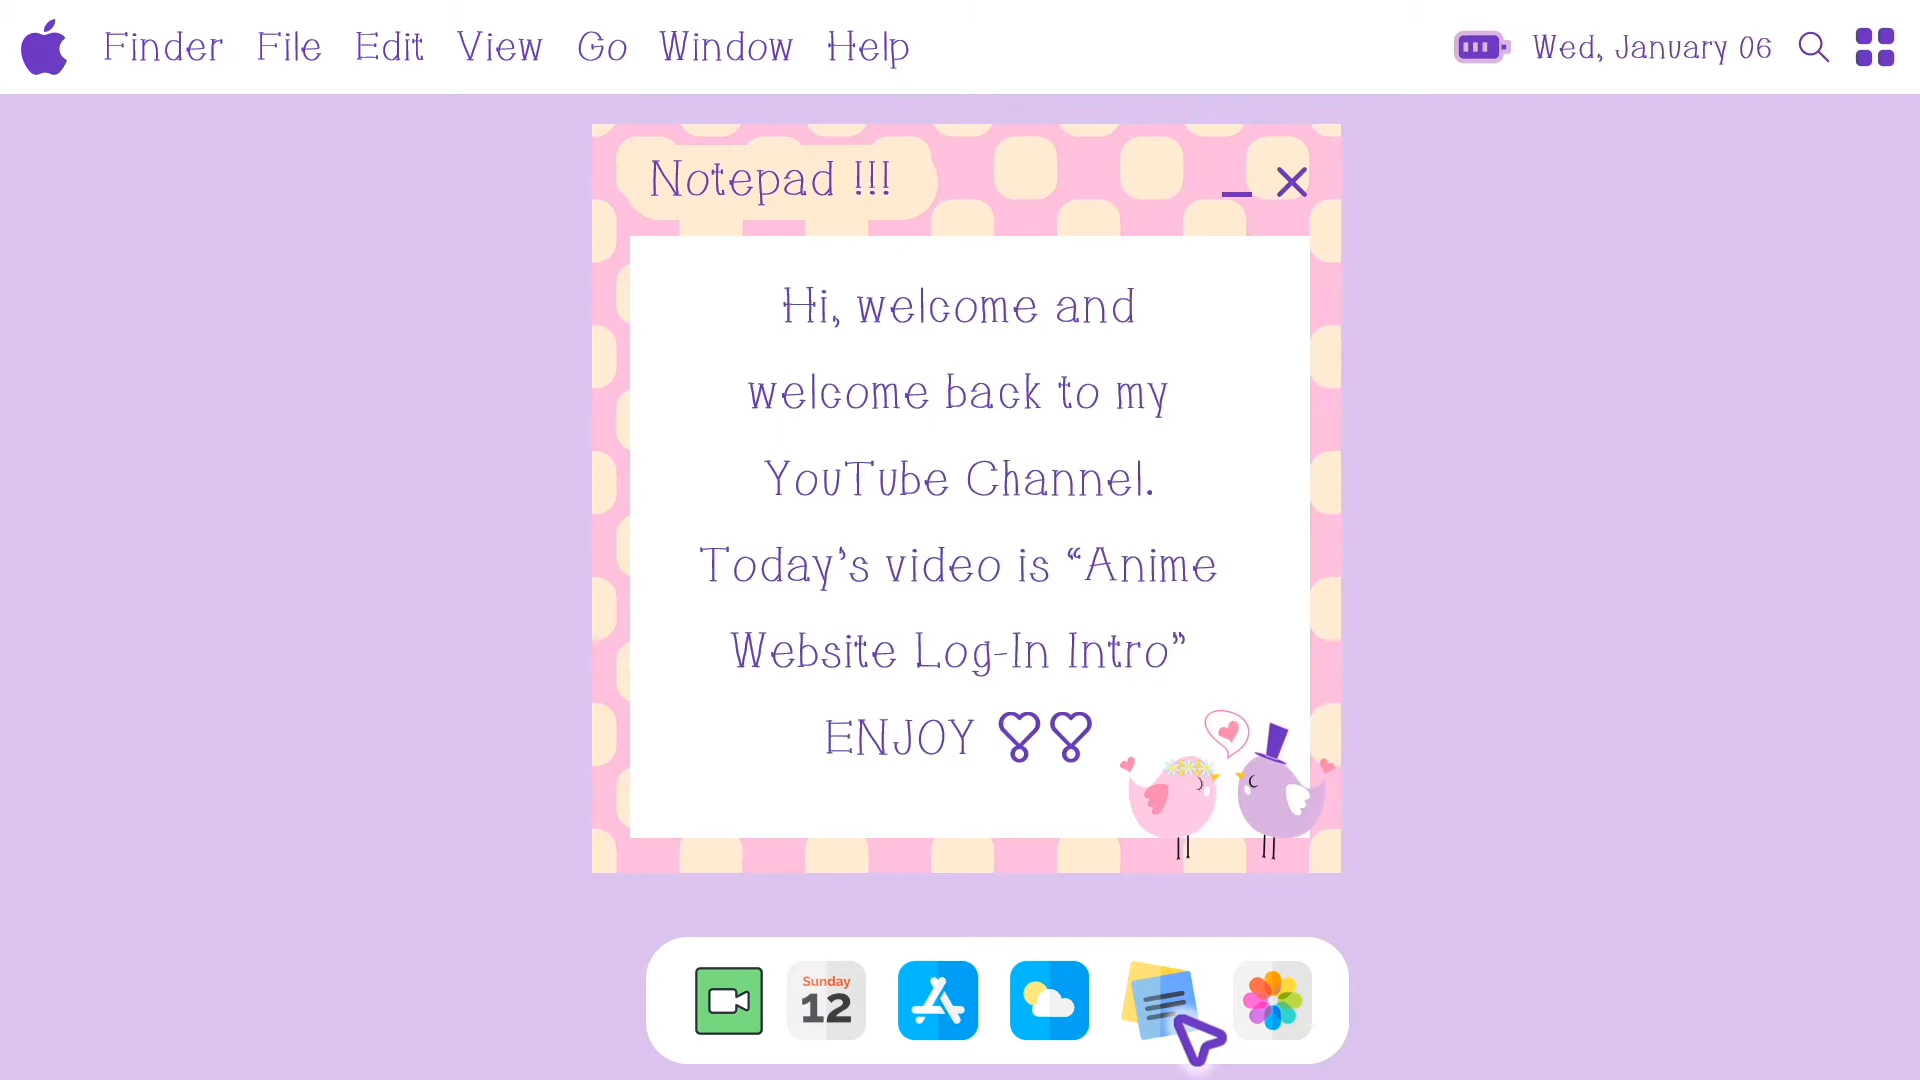 Finder File Edit View Go Window Help Wed, January 06
Notepad !!!
Hi, welcome and
welcome back to my
YouTube Channel.
Today’s video is “Anime
Website Log-In Intro”
ENJOY ❣❣
Sunday
12